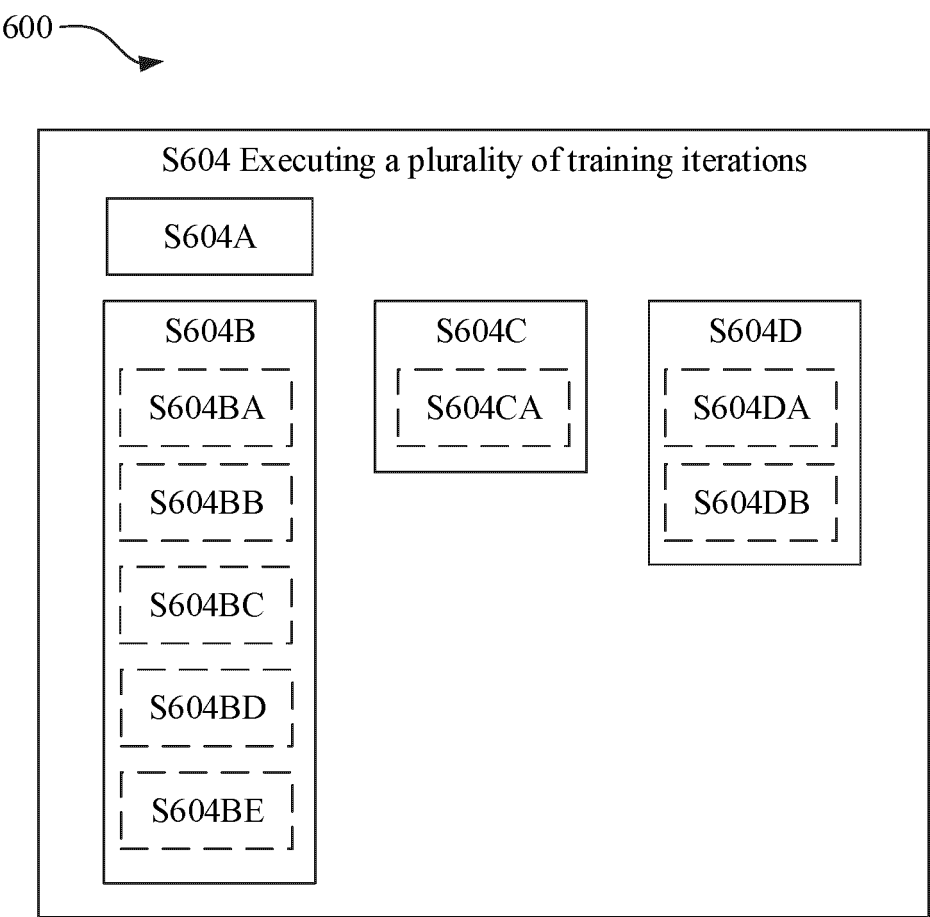 600
S604 Executing a plurality of training iterations
S604A
S604B
S604BA
S604BB
S604BC
S604BD
S604BE
S604C
S604CA
S604D
S604DA
S604DB